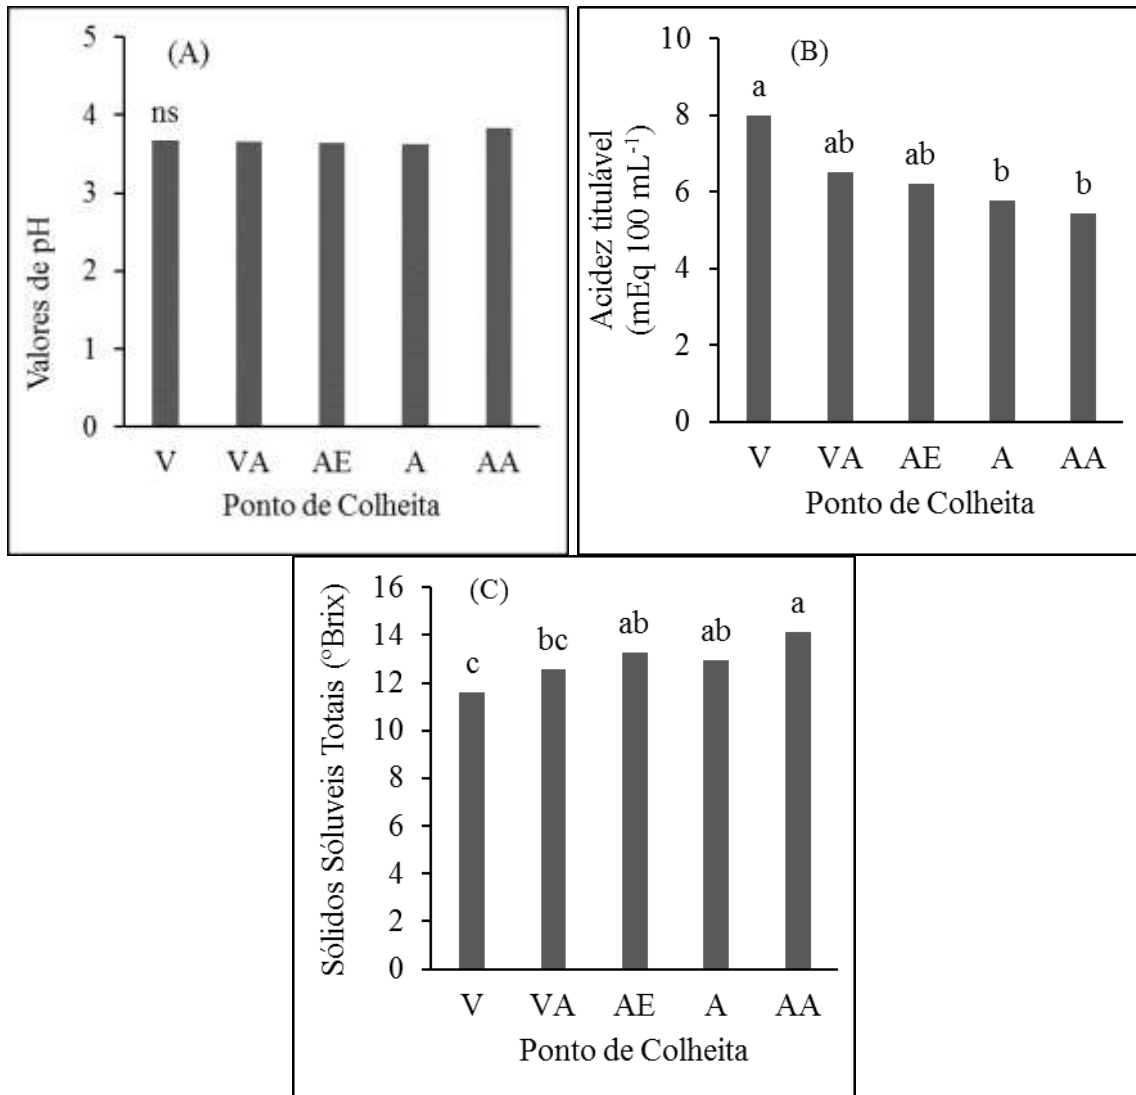 (A)
Valores de pH
5
4
3
2
1
0
ns
V VA AE A AA
Ponto de Colheita
(B)
Acidez titulável
(mEq 100 mL⁻¹)
10
8
6
4
2
0
a ab ab b b
V VA AE A AA
Ponto de Colheita
(C)
Sólidos Sóluveis Totais (ºBrix)
16
14
12
10
8
6
4
2
0
c bc ab ab a
V VA AE A AA
Ponto de Colheita